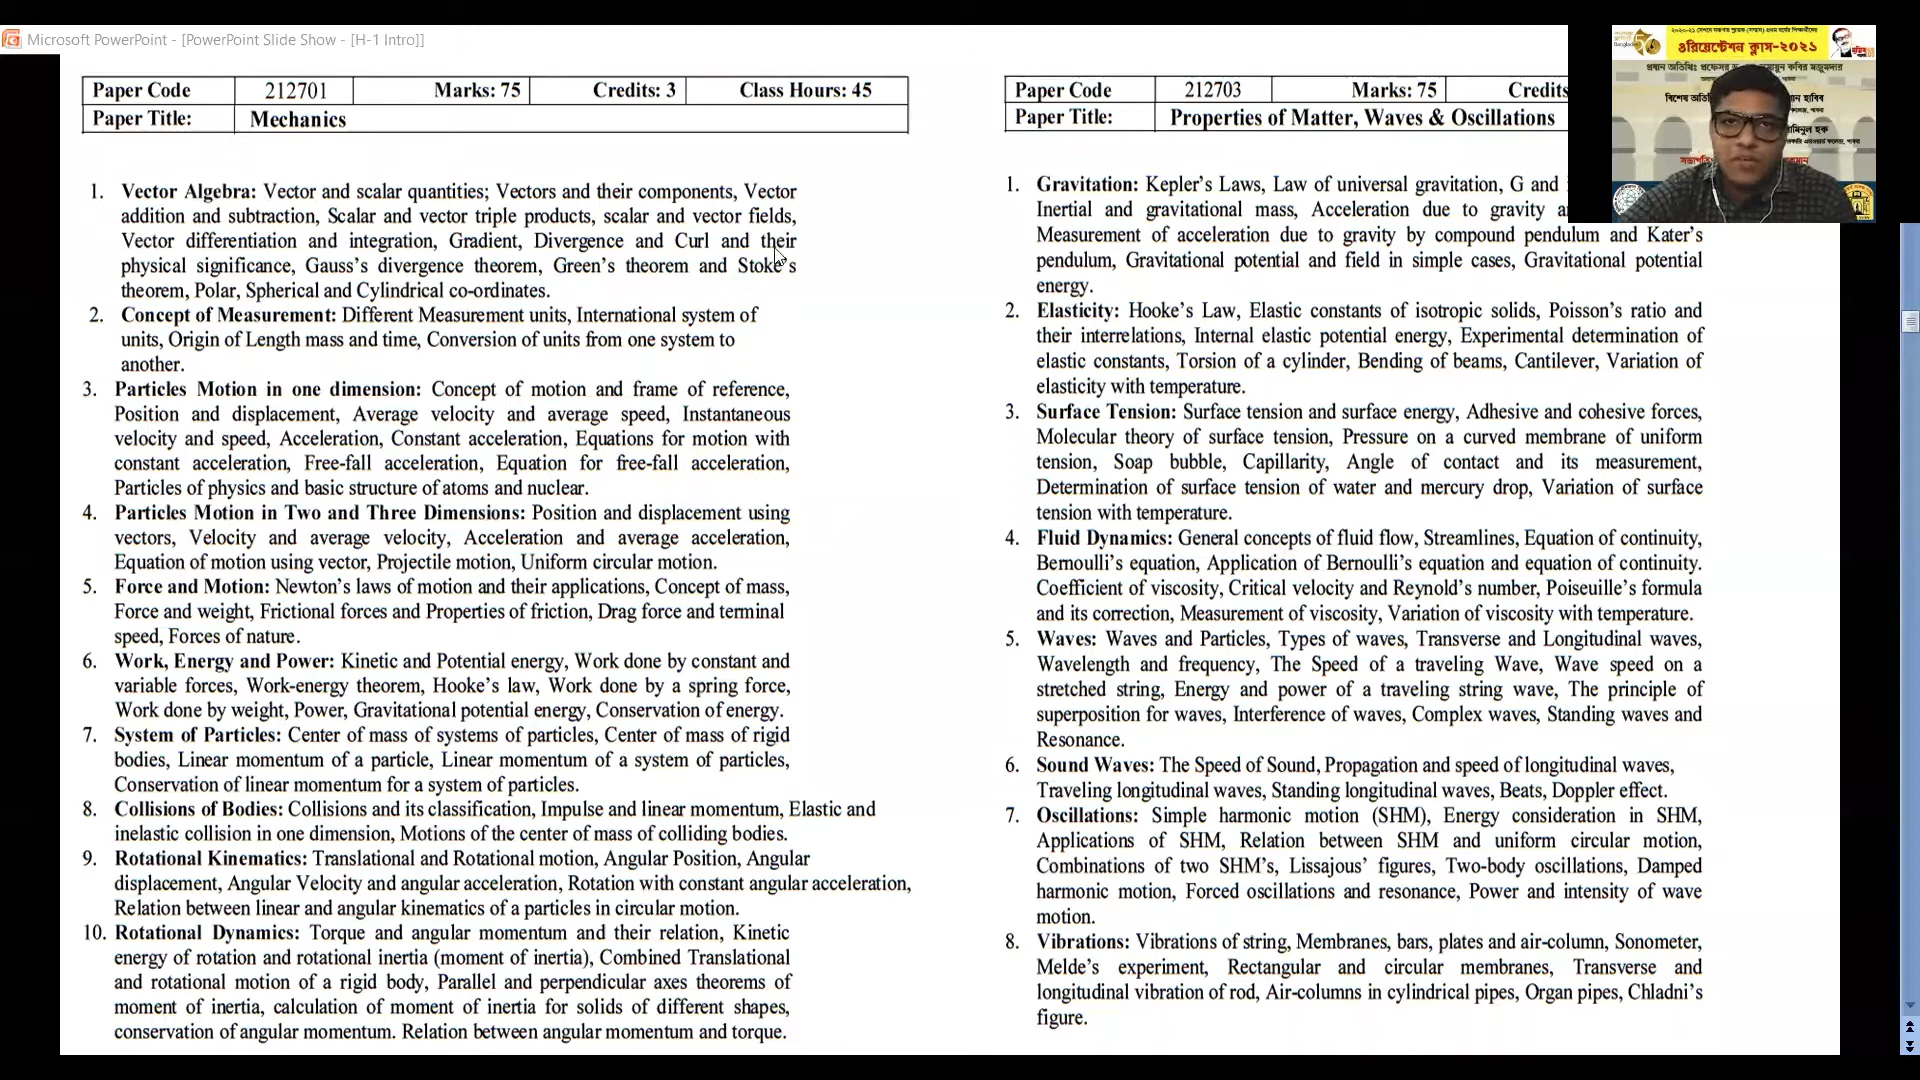 Microsoft PowerPoint - [PowerPoint Slide Show - [H-1 Intro]]
Paper Code 212701 Marks: 75 Credits: 3 Class Hours: 45
Paper Title: Mechanics
1. Vector Algebra: Vector and scalar quantities; Vectors and their components, Vector
addition and subtraction, Scalar and vector triple products, scalar and vector fields,
Vector differentiation and integration, Gradient, Divergence and Curl and their
physical significance, Gauss's divergence theorem, Green's theorem and Stoke's
theorem, Polar, Spherical and Cylindrical co-ordinates.
2. Concept of Measurement: Different Measurement units, International system of
units, Origin of Length mass and time, Conversion of units from one system to
another.
3. Particles Motion in one dimension: Concept of motion and frame of reference,
Position and displacement, Average velocity and average speed, Instantaneous
velocity and speed, Acceleration, Constant acceleration, Equations for motion with
constant acceleration, Free-fall acceleration, Equation for free-fall acceleration,
Particles of physics and basic structure of atoms and nuclear.
4. Particles Motion in Two and Three Dimensions: Position and displacement using
vectors, Velocity and average velocity, Acceleration and average acceleration,
Equation of motion using vector, Projectile motion, Uniform circular motion.
5. Force and Motion: Newton's laws of motion and their applications, Concept of mass,
Force and weight, Frictional forces and Properties of friction, Drag force and terminal
speed, Forces of nature.
6. Work, Energy and Power: Kinetic and Potential energy, Work done by constant and
variable forces, Work-energy theorem, Hooke's law, Work done by a spring force,
Work done by weight, Power, Gravitational potential energy, Conservation of energy.
7. System of Particles: Center of mass of systems of particles, Center of mass of rigid
bodies, Linear momentum of a particle, Linear momentum of a system of particles,
Conservation of linear momentum for a system of particles.
8. Collisions of Bodies: Collisions and its classification, Impulse and linear momentum, Elastic and
inelastic collision in one dimension, Motions of the center of mass of colliding bodies.
9. Rotational Kinematics: Translational and Rotational motion, Angular Position, Angular
displacement, Angular Velocity and angular acceleration, Rotation with constant angular acceleration,
Relation between linear and angular kinematics of a particles in circular motion.
10. Rotational Dynamics: Torque and angular momentum and their relation, Kinetic
energy of rotation and rotational inertia (moment of inertia), Combined Translational
and rotational motion of a rigid body, Parallel and perpendicular axes theorems of
moment of inertia, calculation of moment of inertia for solids of different shapes,
conservation of angular momentum. Relation between angular momentum and torque.
Paper Code 212703 Marks: 75 Credits
Paper Title: Properties of Matter, Waves & Oscillations
1. Gravitation: Kepler's Laws, Law of universal gravitation, G and
Inertial and gravitational mass, Acceleration due to gravity
Measurement of acceleration due to gravity by compound pendulum and Kater's
pendulum, Gravitational potential and field in simple cases, Gravitational potential
energy.
2. Elasticity: Hooke's Law, Elastic constants of isotropic solids, Poisson's ratio and
their interrelations, Internal elastic potential energy, Experimental determination of
elastic constants, Torsion of a cylinder, Bending of beams, Cantilever, Variation of
elasticity with temperature.
3. Surface Tension: Surface tension and surface energy, Adhesive and cohesive forces,
Molecular theory of surface tension, Pressure on a curved membrane of uniform
tension, Soap bubble, Capillarity, Angle of contact and its measurement,
Determination of surface tension of water and mercury drop, Variation of surface
tension with temperature.
4. Fluid Dynamics: General concepts of fluid flow, Streamlines, Equation of continuity,
Bernoulli's equation, Application of Bernoulli's equation and equation of continuity.
Coefficient of viscosity, Critical velocity and Reynold's number, Poiseuille's formula
and its correction, Measurement of viscosity, Variation of viscosity with temperature.
5. Waves: Waves and Particles, Types of waves, Transverse and Longitudinal waves,
Wavelength and frequency, The Speed of a traveling Wave, Wave speed on a
stretched string, Energy and power of a traveling string wave, The principle of
superposition for waves, Interference of waves, Complex waves, Standing waves and
Resonance.
6. Sound Waves: The Speed of Sound, Propagation and speed of longitudinal waves,
Traveling longitudinal waves, Standing longitudinal waves, Beats, Doppler effect.
7. Oscillations: Simple harmonic motion (SHM), Energy consideration in SHM,
Applications of SHM, Relation between SHM and uniform circular motion,
Combinations of two SHM's, Lissajous' figures, Two-body oscillations, Damped
harmonic motion, Forced oscillations and resonance, Power and intensity of wave
motion.
8. Vibrations: Vibrations of string, Membranes, bars, plates and air-column, Sonometer,
Melde's experiment, Rectangular and circular membranes, Transverse and
longitudinal vibration of rod, Air-columns in cylindrical pipes, Organ pipes, Chladni's
figure.
ওরিয়েন্টেশন ক্লাস-২০২১